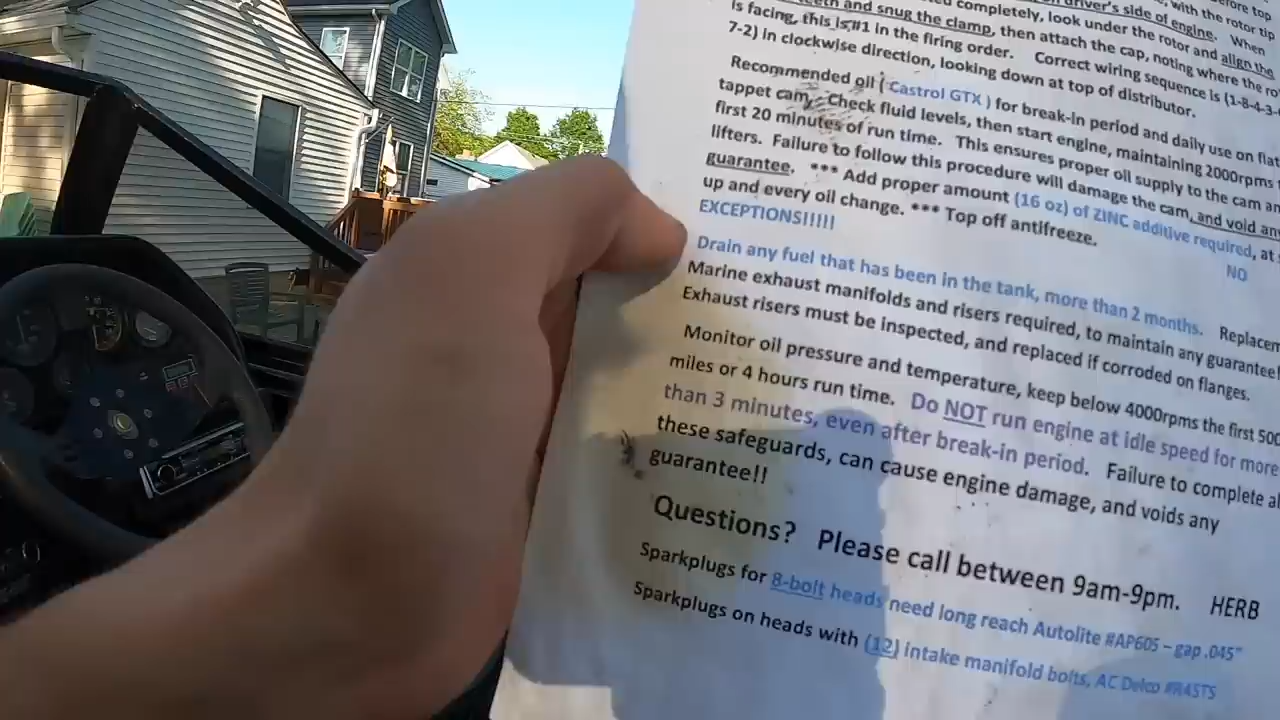 before top
driver's side of engine. with the rotor tip
teeth and snug the clamp, completely, look under the rotor and align the
is facing, this is #1 in the firing order. then attach the cap, noting where the ro
7-2) in clockwise direction, looking down at top of distributor. Correct wiring sequence is (1-8-4-3-
When
Recommended oil ( Castrol GTX ) for break-in period and daily use on flat
tappet cam. Check fluid levels, then start engine, maintaining 2000rpms
first 20 minutes of run time. This ensures proper oil supply to the cam an
lifters. Failure to follow this procedure will damage the cam, and void any
guarantee. *** Add proper amount (16 oz) of ZINC additive required, at s
up and every oil change. *** Top off antifreeze. NO
EXCEPTIONS!!!!!
Drain any fuel that has been in the tank, more than 2 months. Replacem
Marine exhaust manifolds and risers required, to maintain any guarantee!
Exhaust risers must be inspected, and replaced if corroded on flanges.
Monitor oil pressure and temperature, keep below 4000rpms the first 500
miles or 4 hours run time. Do NOT run engine at idle speed for more
than 3 minutes, even after break-in period. Failure to complete al
these safeguards, can cause engine damage, and voids any
guarantee!!
Questions? Please call between 9am-9pm. HERB
Sparkplugs for 8-bolt heads need long reach Autolite #AP605 – gap .045"
Sparkplugs on heads with (12) intake manifold bolts, AC Delco #R45TS